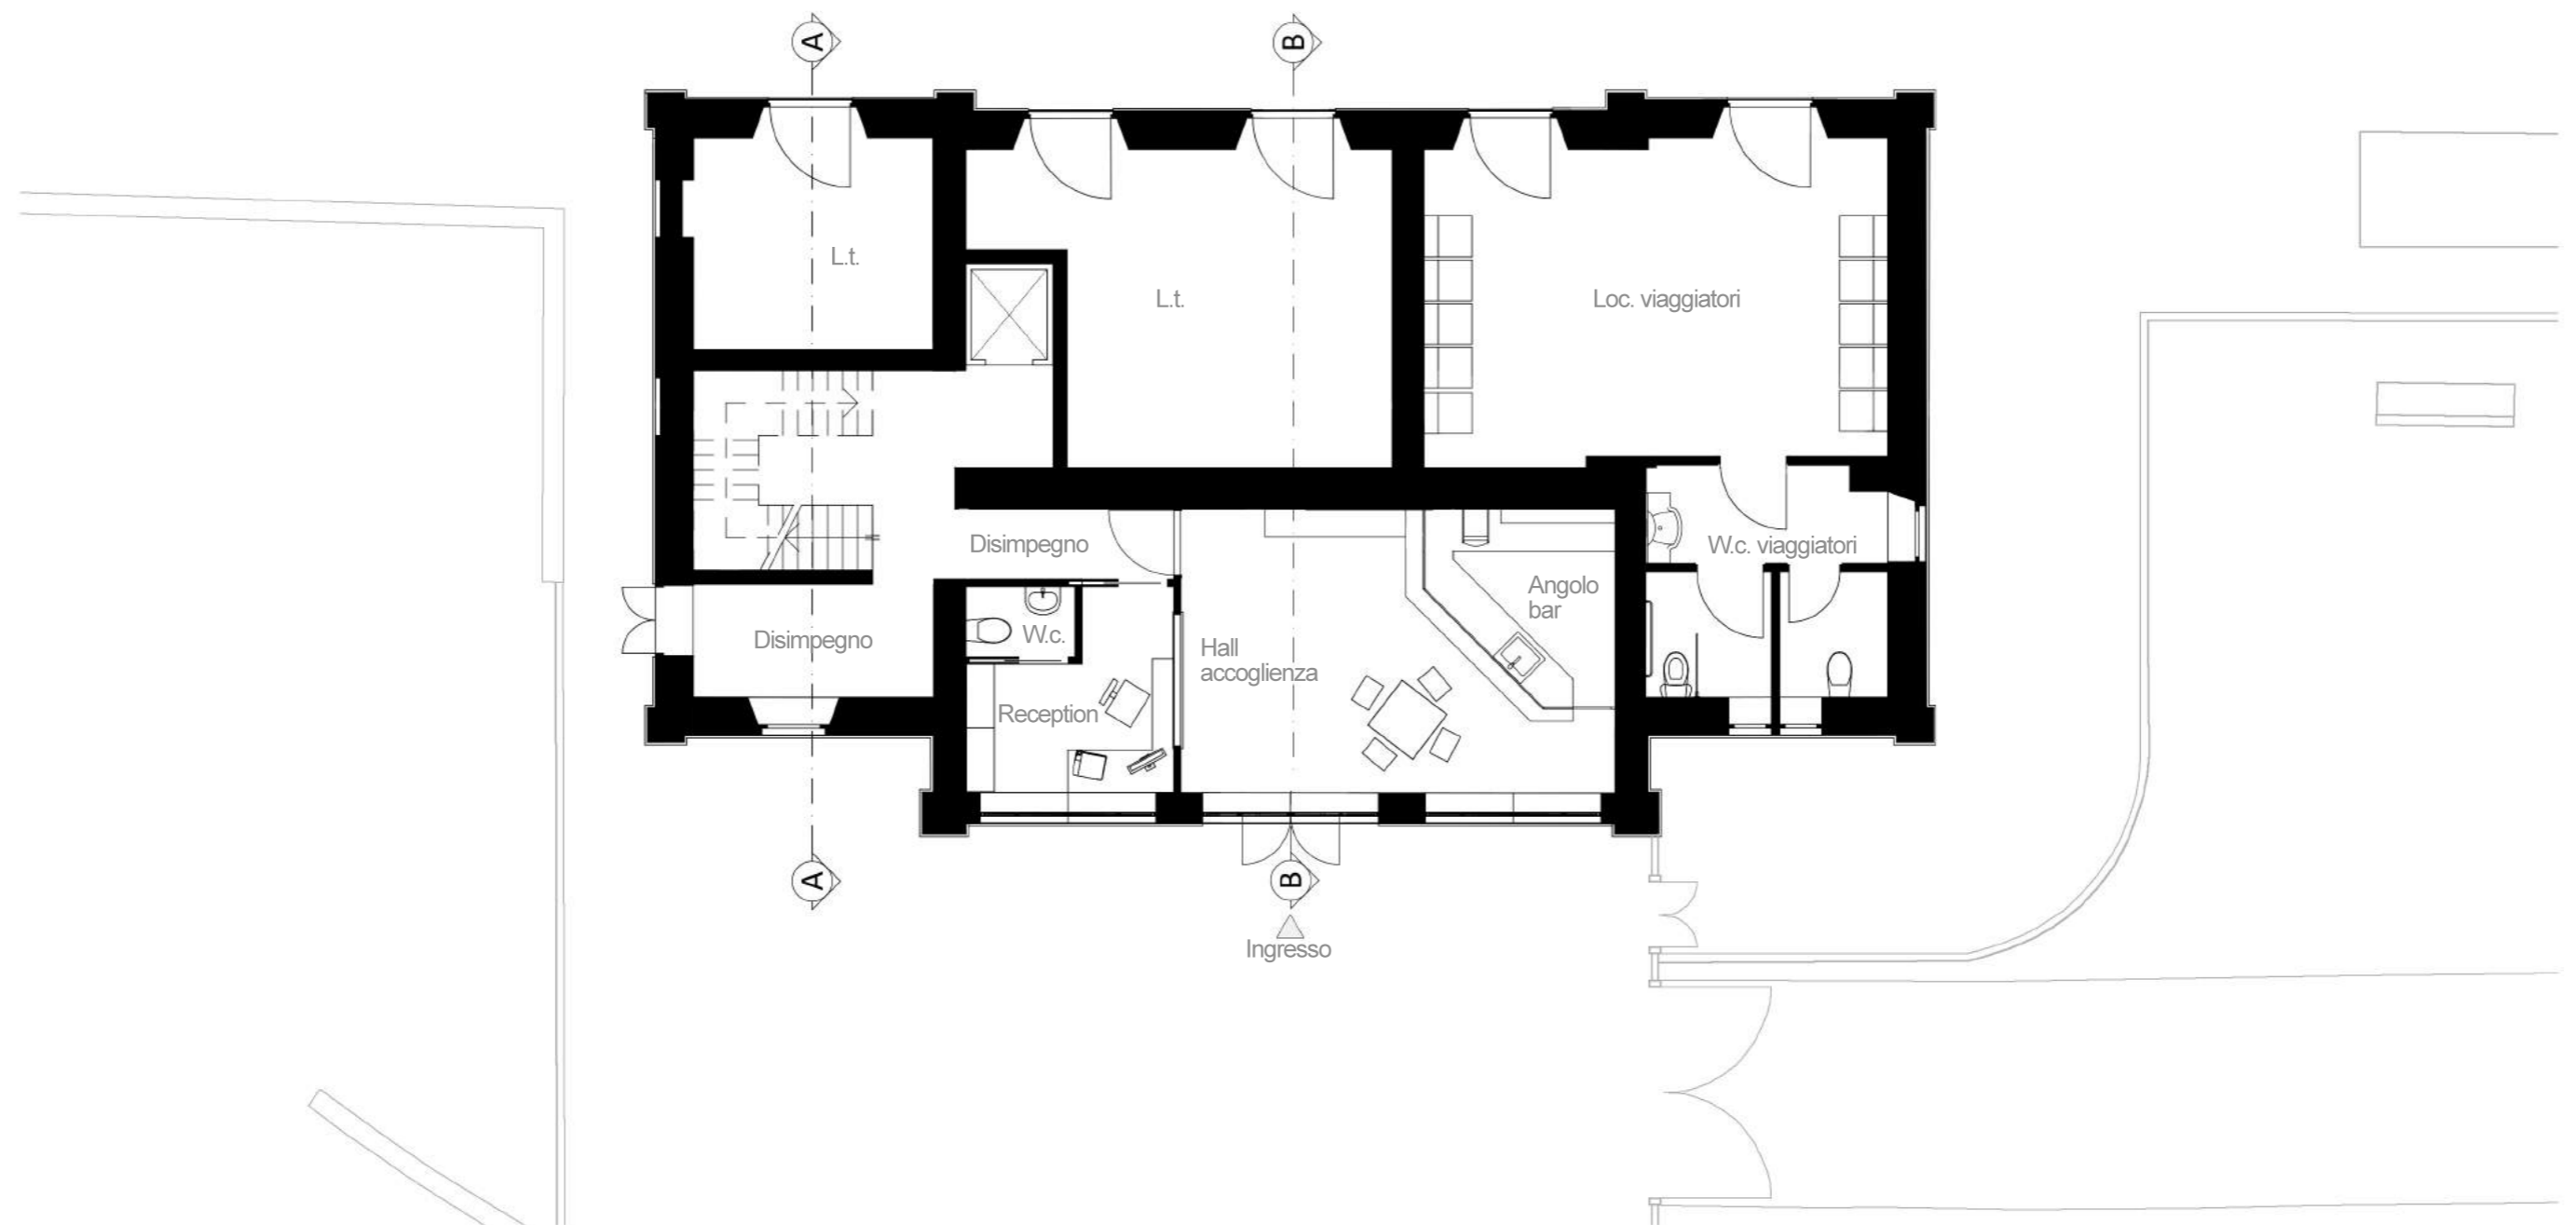 A
B
L.t.
L.t.
Loc. viaggiatori
Disimpegno
W.c. viaggiatori
Angolo
bar
W.c.
Disimpegno
Hall
accoglienza
Reception
A
B
Ingresso